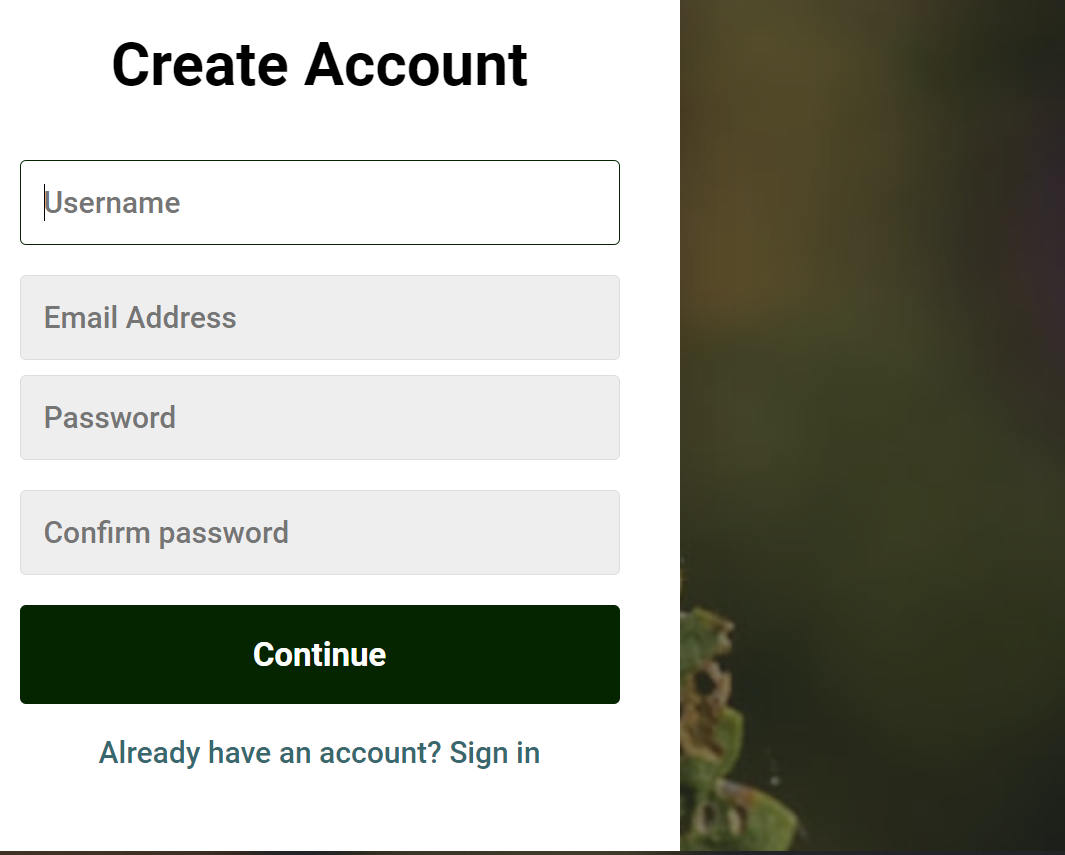 Create Account
Username
Email Address
Password
Confirm password
Continue
Already have an account? Sign in